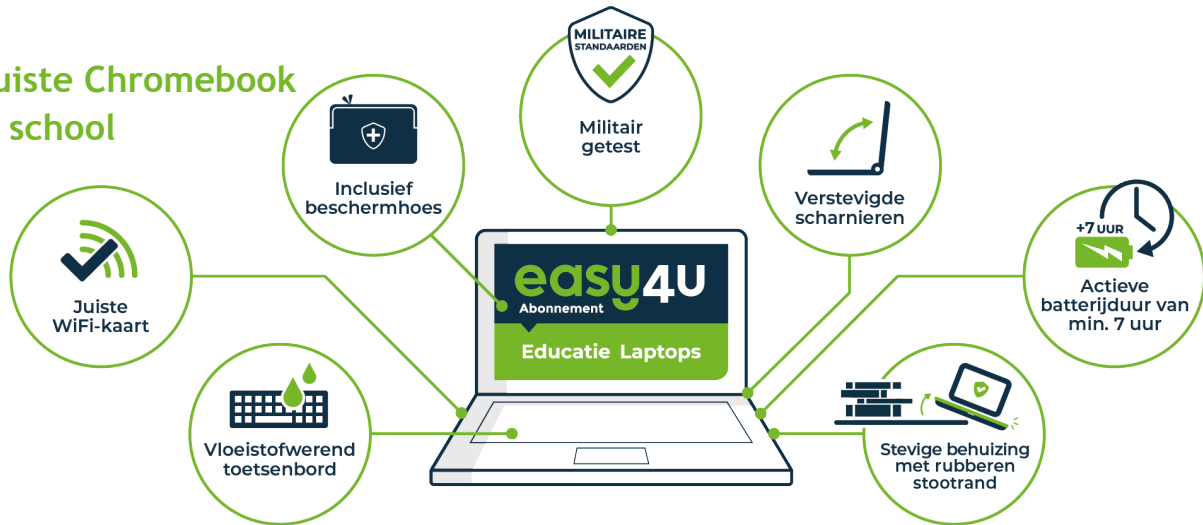 uiste Chromebook
school
MILITAIRE
STANDAARDEN
Militair
getest
Inclusief
beschermhoes
Verstevigde
scharnieren
Juiste
WiFi-kaart
+7 UUR
Actieve
batterijduur van
min. 7 uur
easy4u
Abonnement
Educatie Laptops
Vloeistofwerend
toetsenbord
Stevige behuizing
met rubberen
stootrand